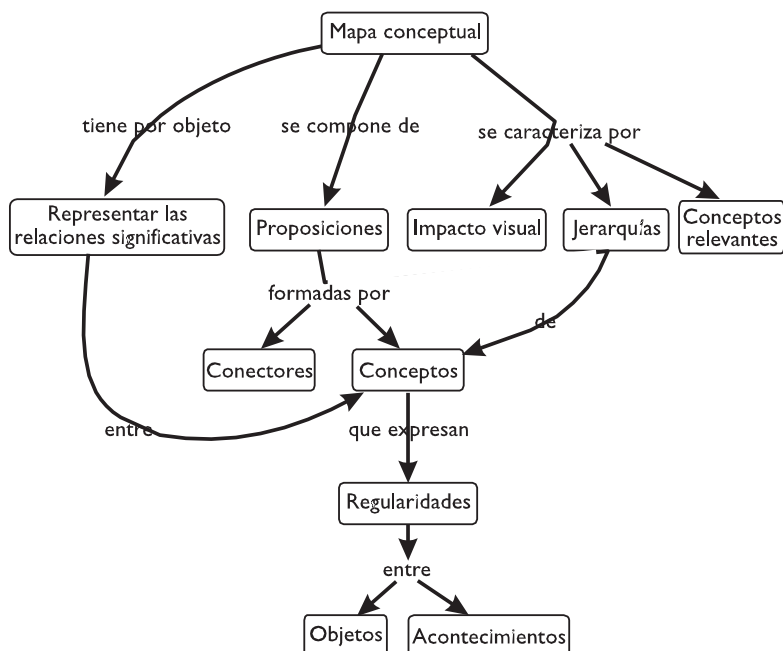 Mapa conceptual
tiene por objeto
se compone de
se caracteriza por
Representar las
relaciones significativas
Proposiciones
Impacto visual
Jerarquías
Conceptos
relevantes
formadas por
de
Conectores
Conceptos
entre
que expresan
Regularidades
entre
Objetos
Acontecimientos